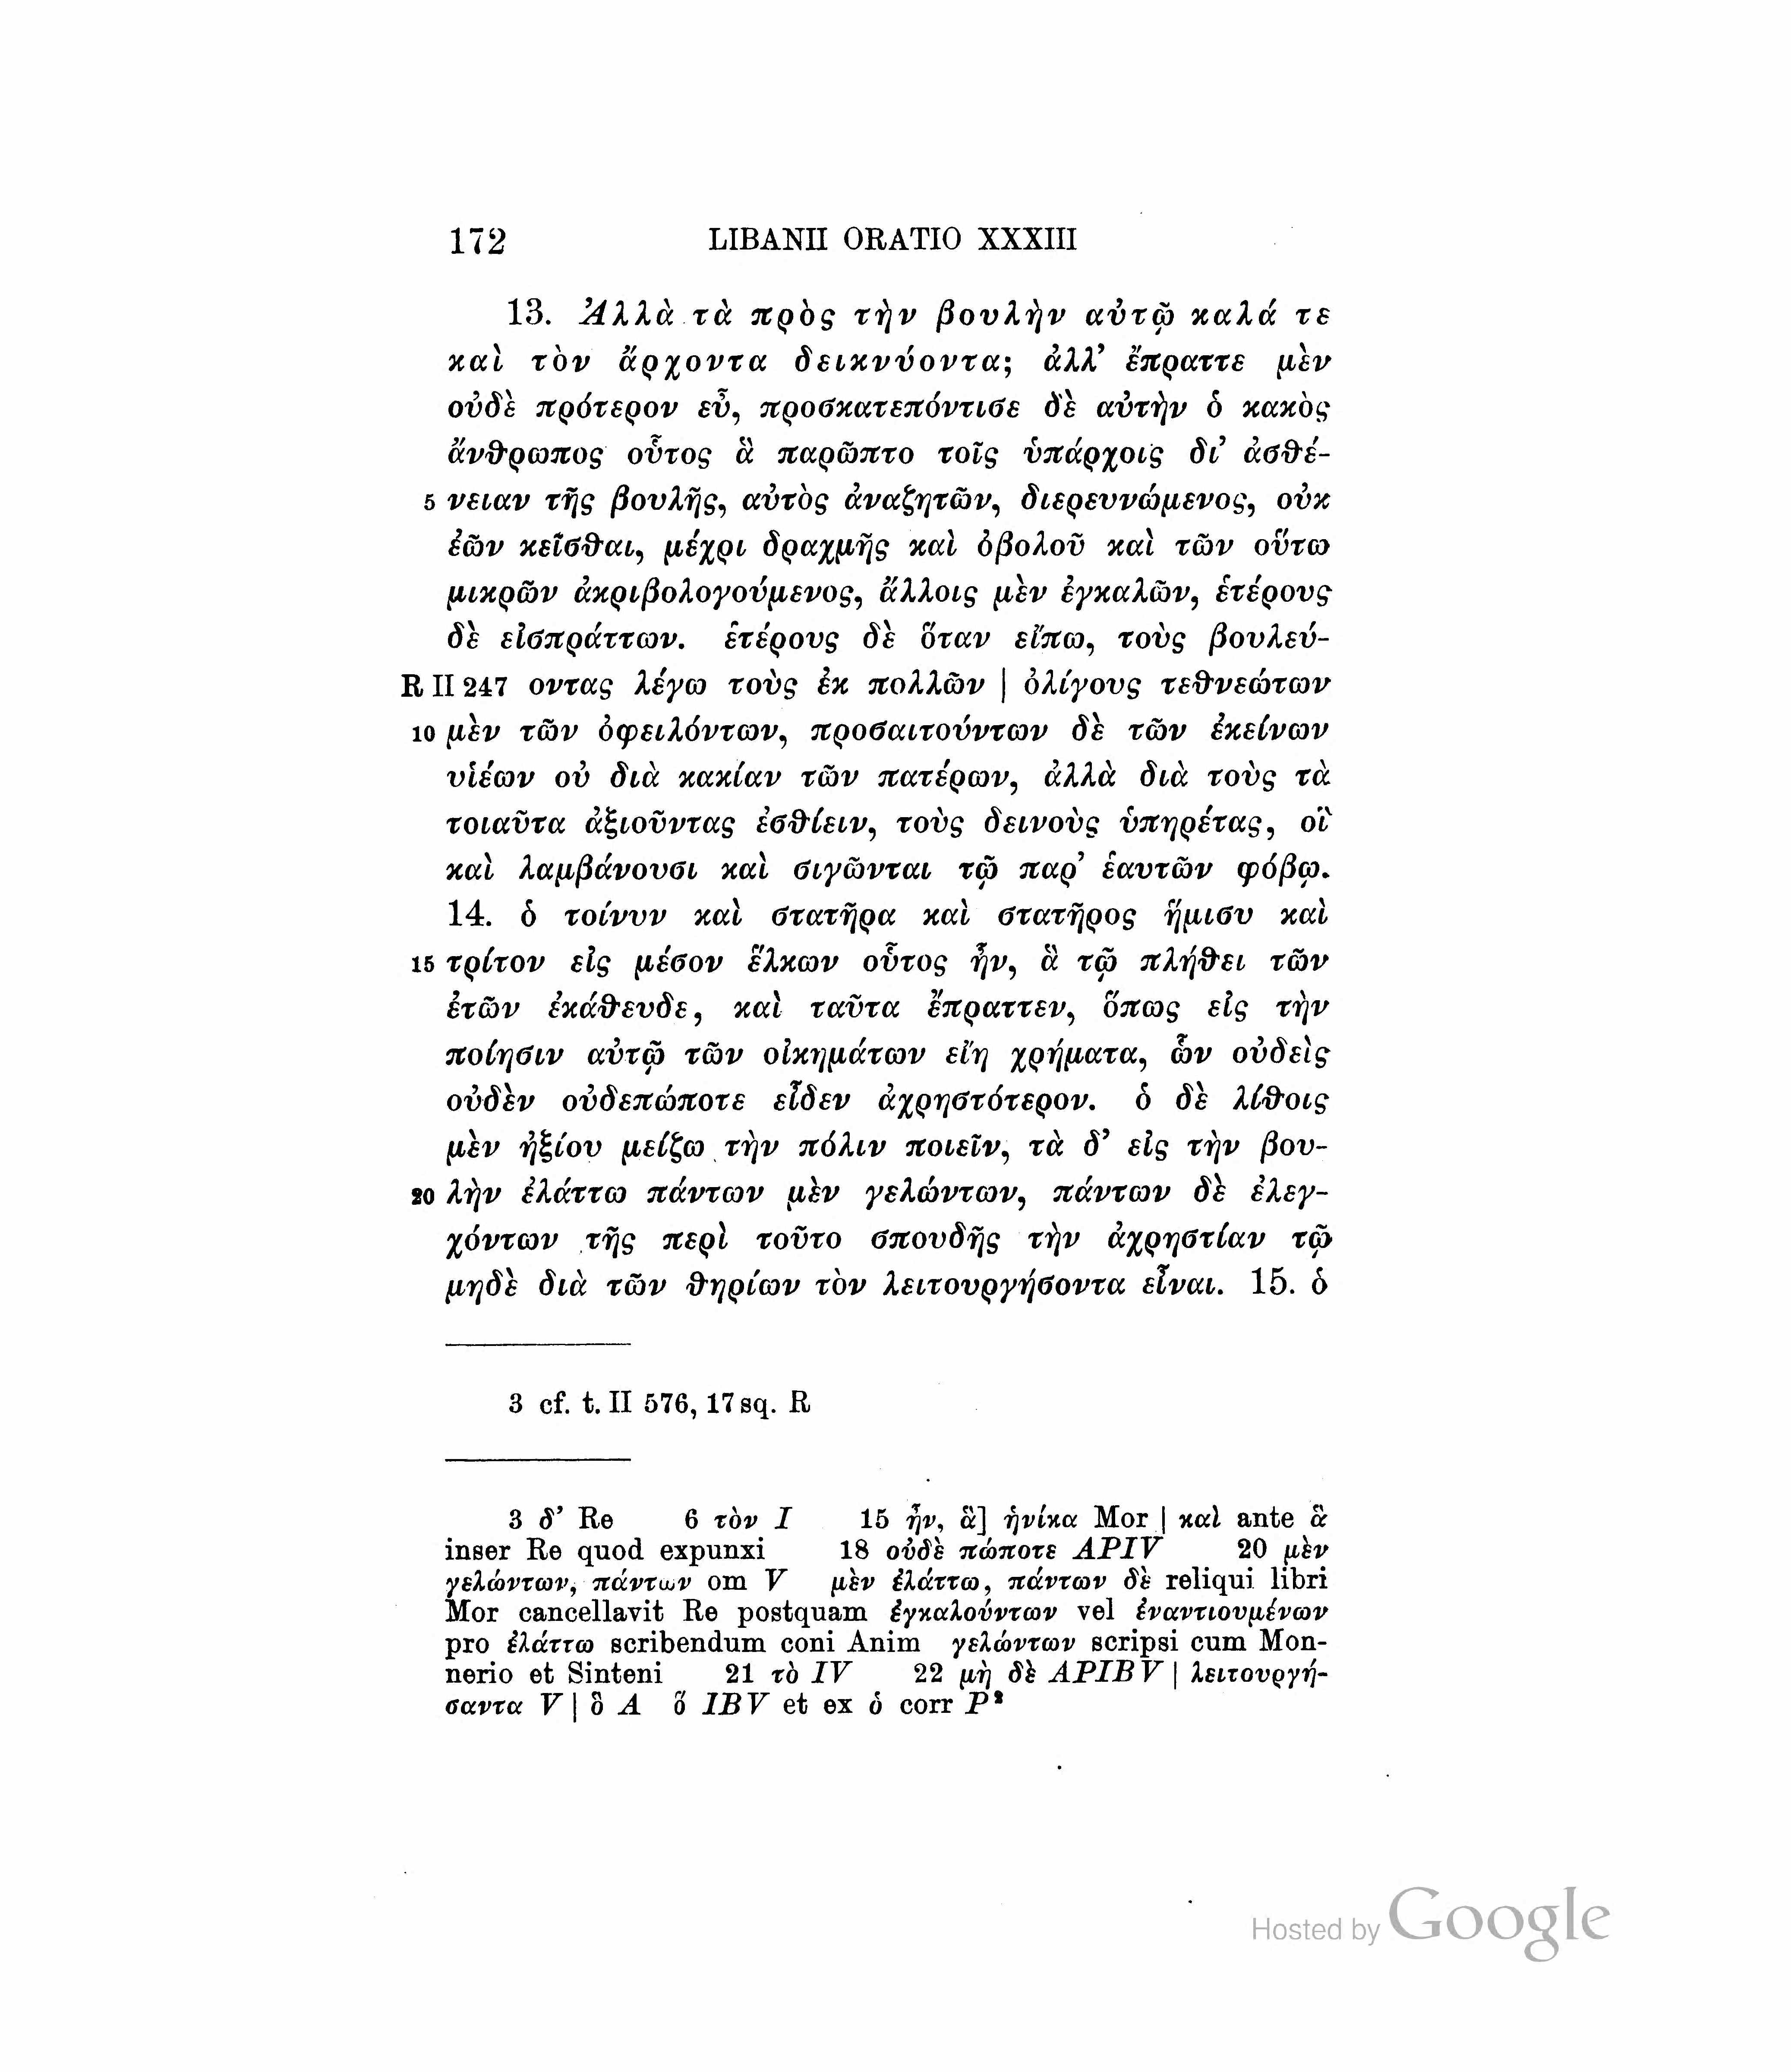 172 LIBANII ORATIO XXXIII
13. Ἀλλὰ τὰ πρὸς τὴν βουλὴν αὐτῷ καλά τε
καὶ τὸν ἄρχοντα δεικνύοντα; ἀλλ’ ἔπραττε μὲν
οὐδὲ πρότερον εὖ, προσκατεπόντισε δὲ αὐτὴν ὁ κακὸς
ἄνθρωπος οὗτος ἃ παρῶπτο τοῖς ὑπάρχοις δι’ ἀσθέ-
5 νειαν τῆς βουλῆς, αὐτὸς ἀναζητῶν, διερευνώμενος, οὐκ
ἐῶν κεῖσθαι, μέχρι δραχμῆς καὶ ὀβολοῦ καὶ τῶν οὕτω
μικρῶν ἀκριβολογούμενος, ἄλλοις μὲν ἐγκαλῶν, ἑτέρους
δὲ εἰσπράττων. ἑτέρους δὲ ὅταν εἴπω, τοὺς βουλεύ-
R II 247 οντας λέγω τοὺς ἐκ πολλῶν | ὀλίγους τεθνεώτων
10 μὲν τῶν ὀφειλόντων, προσαιτούντων δὲ τῶν ἐκείνων
υἱέων οὐ διὰ κακίαν τῶν πατέρων, ἀλλὰ διὰ τοὺς τὰ
τοιαῦτα ἀξιοῦντας ἐσθίειν, τοὺς δεινοὺς ὑπηρέτας, οἳ
καὶ λαμβάνουσι καὶ σιγῶνται τῷ παρ’ ἑαυτῶν φόβῳ.
14. ὁ τοίνυν καὶ στατῆρα καὶ στατῆρος ἥμισυ καὶ
15 τρίτον εἰς μέσον ἕλκων οὗτος ἦν, ἃ τῷ πλήθει τῶν
ἐτῶν ἐκάθευδε, καὶ ταῦτα ἔπραττεν, ὅπως εἰς τὴν
ποίησιν αὐτῷ τῶν οἰκημάτων εἴη χρήματα, ὧν οὐδεὶς
οὐδὲν οὐδεπώποτε εἶδεν ἀχρηστότερον. ὁ δὲ λίθοις
μὲν ἠξίου μείζω τὴν πόλιν ποιεῖν, τὰ δ’ εἰς τὴν βου-
20 λὴν ἐλάττω πάντων μὲν γελώντων, πάντων δὲ ἐλεγ-
χόντων τῆς περὶ τοῦτο σπουδῆς τὴν ἀχρηστίαν τῷ
μηδὲ διὰ τῶν θηρίων τὸν λειτουργήσοντα εἶναι. 15. ὁ
3 cf. t. II 576, 17 sq. R
3 δ’ Re 6 τὸν I 15 ἦν, ἃ] ἡνίκα Mor | καὶ ante ἃ
inser Re quod expunxi 18 οὐδὲ πώποτε APIV 20 μὲν
γελώντων, πάντων om V μὲν ἐλάττω, πάντων δὲ reliqui libri
Mor cancellavit Re postquam ἐγκαλούντων vel ἐναντιουμένων
pro ἐλάττω scribendum coni Anim γελώντων scripsi cum Mon-
nerio et Sinteni 21 τὸ IV 22 μὴ δὲ APIBV | λειτουργή-
σαντα V | ὃ A ὅ IBV et ex ὁ corr P²
Hosted by Google